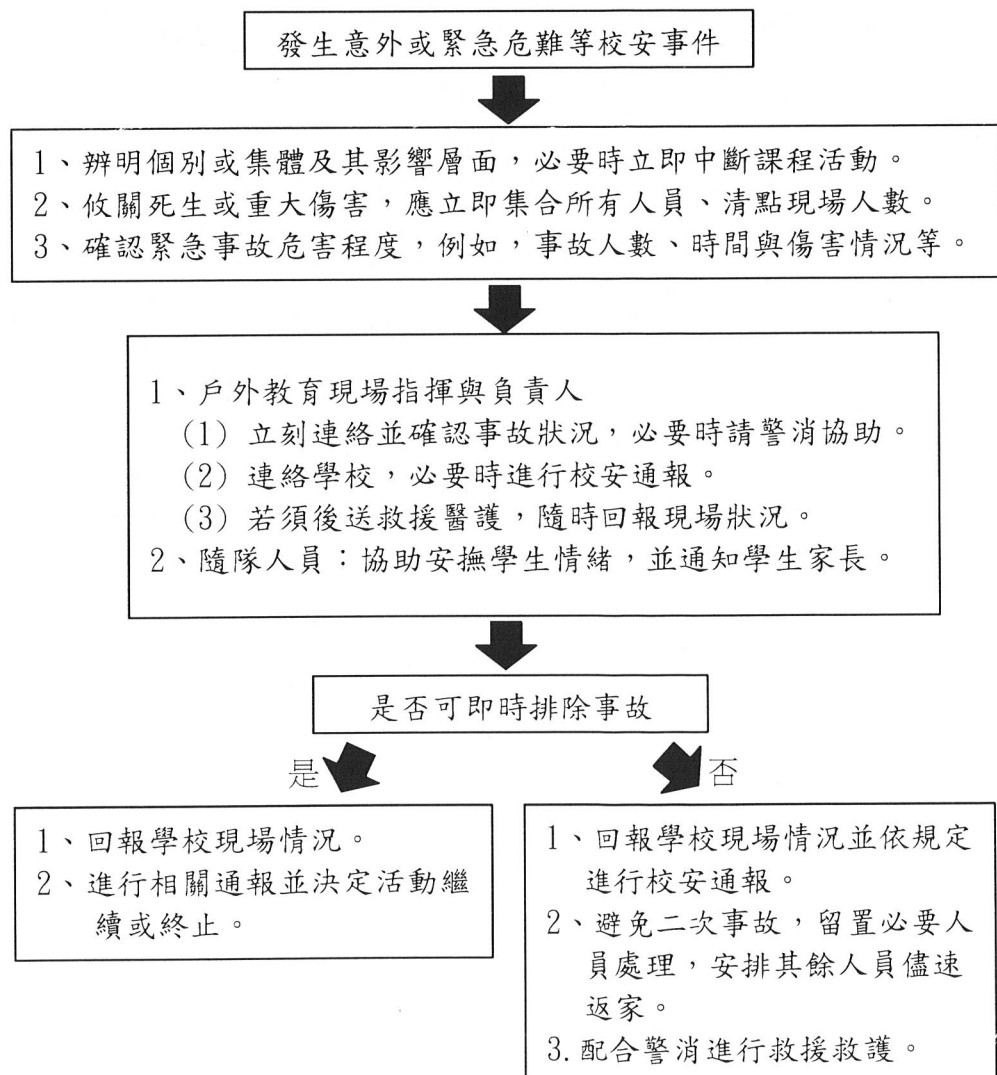 發生意外或緊急危難等校安事件
1、辨明個別或集體及其影響層面,必要時立即中斷課程活動。
2、攸關死生或重大傷害,應立即集合所有人員、清點現場人數。
3、確認緊急事故危害程度,例如,事故人數、時間與傷害情況等。
1、戶外教育現場指揮與負責人
(1) 立刻連絡並確認事故狀況,必要時請警消協助。
(2) 連絡學校,必要時進行校安通報。
(3) 若須後送救援醫護,隨時回報現場狀況。
2、隨隊人員:協助安撫學生情緒,並通知學生家長。
是否可即時排除事故
是
否
1、回報學校現場情況。
2、進行相關通報並決定活動繼
續或終止。
1、回報學校現場情況並依規定
進行校安通報。
2、避免二次事故,留置必要人
員處理,安排其餘人員儘速
返家。
3.配合警消進行救援救護。